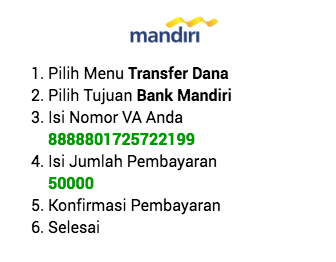 mandiri
1. Pilih Menu Transfer Dana
2. Pilih Tujuan Bank Mandiri
3. Isi Nomor VA Anda
8888801725722199
4. Isi Jumlah Pembayaran
50000
5. Konfirmasi Pembayaran
6. Selesai